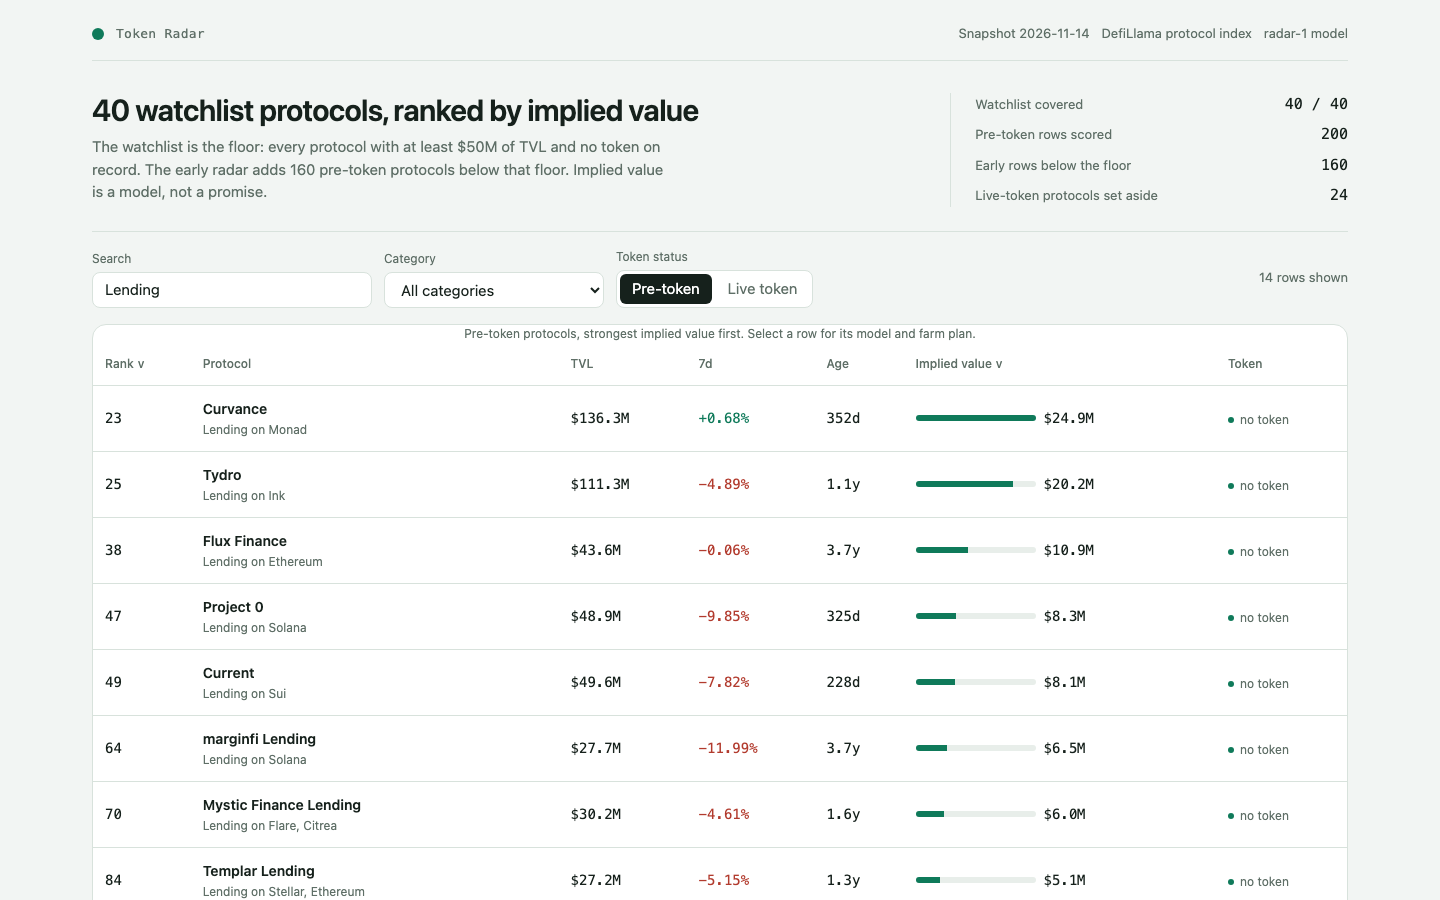 Token Radar
Snapshot 2026-11-14 DefiLlama protocol index radar-1 model
40 watchlist protocols, ranked by implied value
The watchlist is the floor: every protocol with at least $50M of TVL and no token on
record. The early radar adds 160 pre-token protocols below that floor. Implied value
is a model, not a promise.
Watchlist covered 40 / 40
Pre-token rows scored 200
Early rows below the floor 160
Live-token protocols set aside 24
Search
Lending
Category
All categories
Token status
Pre-token Live token
14 rows shown
Pre-token protocols, strongest implied value first. Select a row for its model and farm plan.
Rank v Protocol TVL 7d Age Implied value v Token
23 Curvance $136.3M +0.68% 352d $24.9M no token
Lending on Monad
25 Tydro $111.3M −4.89% 1.1y $20.2M no token
Lending on Ink
38 Flux Finance $43.6M −0.06% 3.7y $10.9M no token
Lending on Ethereum
47 Project 0 $48.9M −9.85% 325d $8.3M no token
Lending on Solana
49 Current $49.6M −7.82% 228d $8.1M no token
Lending on Sui
64 marginfi Lending $27.7M −11.99% 3.7y $6.5M no token
Lending on Solana
70 Mystic Finance Lending $30.2M −4.61% 1.6y $6.0M no token
Lending on Flare, Citrea
84 Templar Lending $27.2M −5.15% 1.3y $5.1M no token
Lending on Stellar, Ethereum